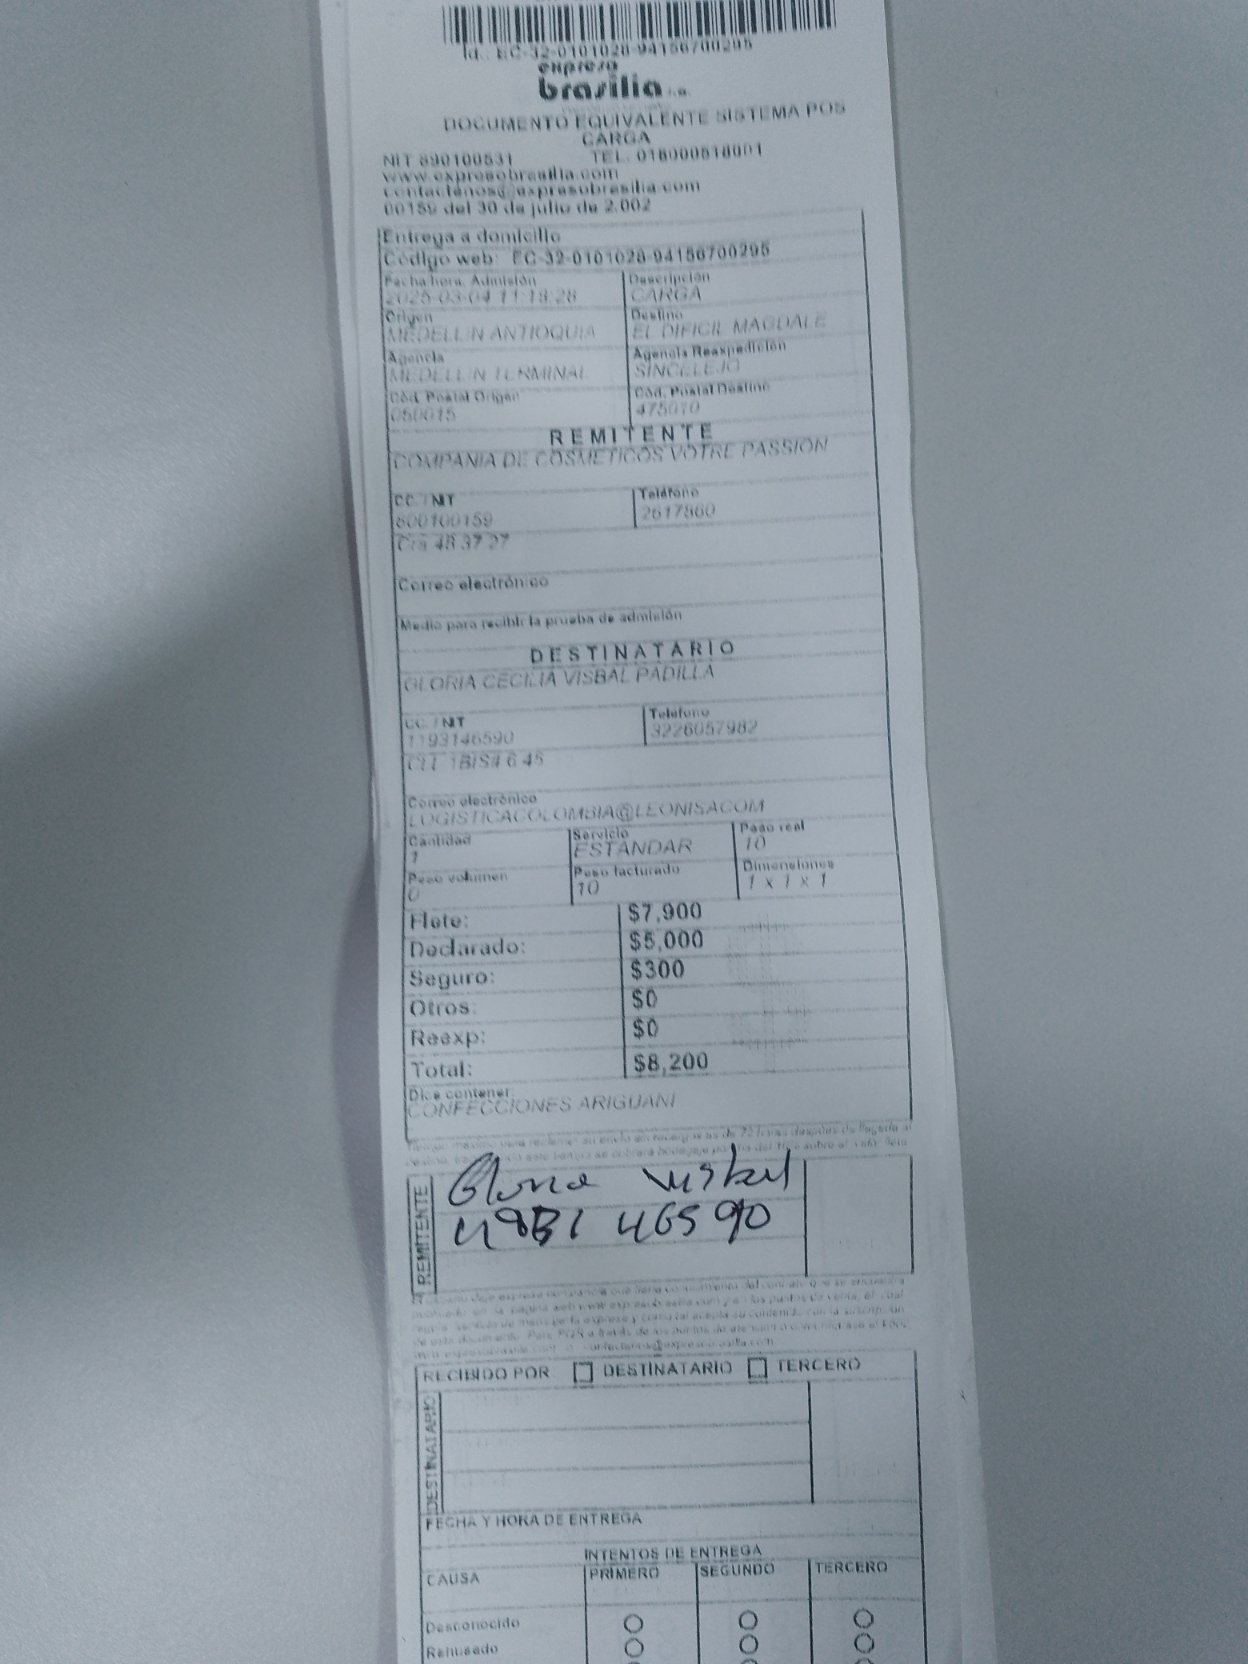 Id.: EC-32-0101028-94156700295
expreso
brasilia s.a.
DOCUMENTO EQUIVALENTE SISTEMA POS
CARGA
NIT 890100531 TEL. 018000518001
www.expresobrasilia.com
contactenos@expresobrasilia.com
00159 del 30 de julio de 2.002
Entrega a domicilio
Código web: EC-32-0101028-94156700295
Fecha hora. Admisión Descripción
2025-03-04 11:18:28 CARGA
Origen Destino
MEDELLIN ANTIOQUIA EL DIFICIL MAGDALE
Agencia Agencia Reexpedición
MEDELLIN TERMINAL SINCELEJO
Cód. Postal Origen Cód. Postal Destino
050015 475010
REMITENTE
COMPANIA DE COSMETICOS VOTRE PASSION
CC. / NIT Teléfono
800100159 2617860
Cra 48 37 27
Correo electrónico
Medio para recibir la prueba de admisión
DESTINATARIO
GLORIA CECILIA VISBAL PADILLA
CC. / NIT Teléfono
1193146590 3226057982
CLL 1BIS4 6 45
Correo electrónico
LOGISTICACOLOMBIA@LEONISACOM
Cantidad Servicio Peso real
1 ESTANDAR 10
Peso volumen Peso facturado Dimensiones
0 10 1 x 1 x 1
Flete: $7,900
Declarado: $5,000
Seguro: $300
Otros: $0
Reexp: $0
Total: $8,200
Dice contener:
CONFECCIONES ARIGUANI
REMITENTE
Gloria Visbal
46590
RECIBIDO POR DESTINATARIO TERCERO
DESTINATARIO
FECHA Y HORA DE ENTREGA
INTENTOS DE ENTREGA
CAUSA PRIMERO SEGUNDO TERCERO
Desconocido
Rehusado